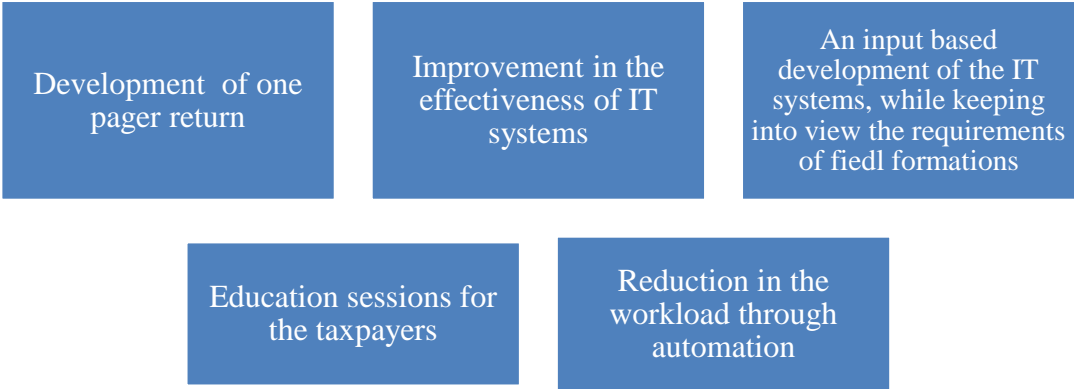 Development of one
pager return
Improvement in the
effectiveness of IT
systems
An input based
development of the IT
systems, while keeping
into view the requirements
of fiedl formations
Education sessions for
the taxpayers
Reduction in the
workload through
automation